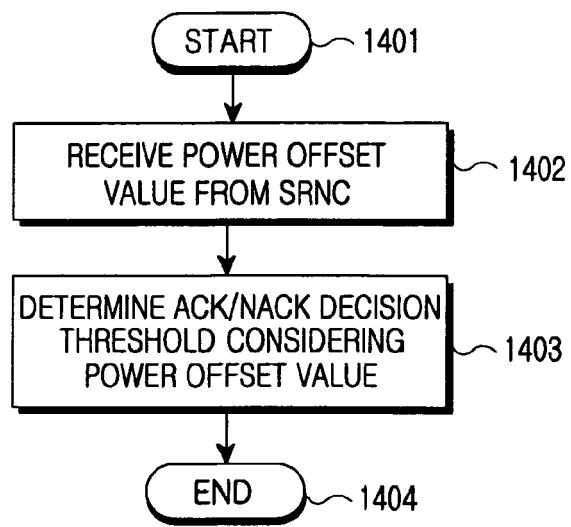 START
1401
RECEIVE POWER OFFSET
VALUE FROM SRNC
1402
DETERMINE ACK/NACK DECISION
THRESHOLD CONSIDERING
POWER OFFSET VALUE
1403
END
1404